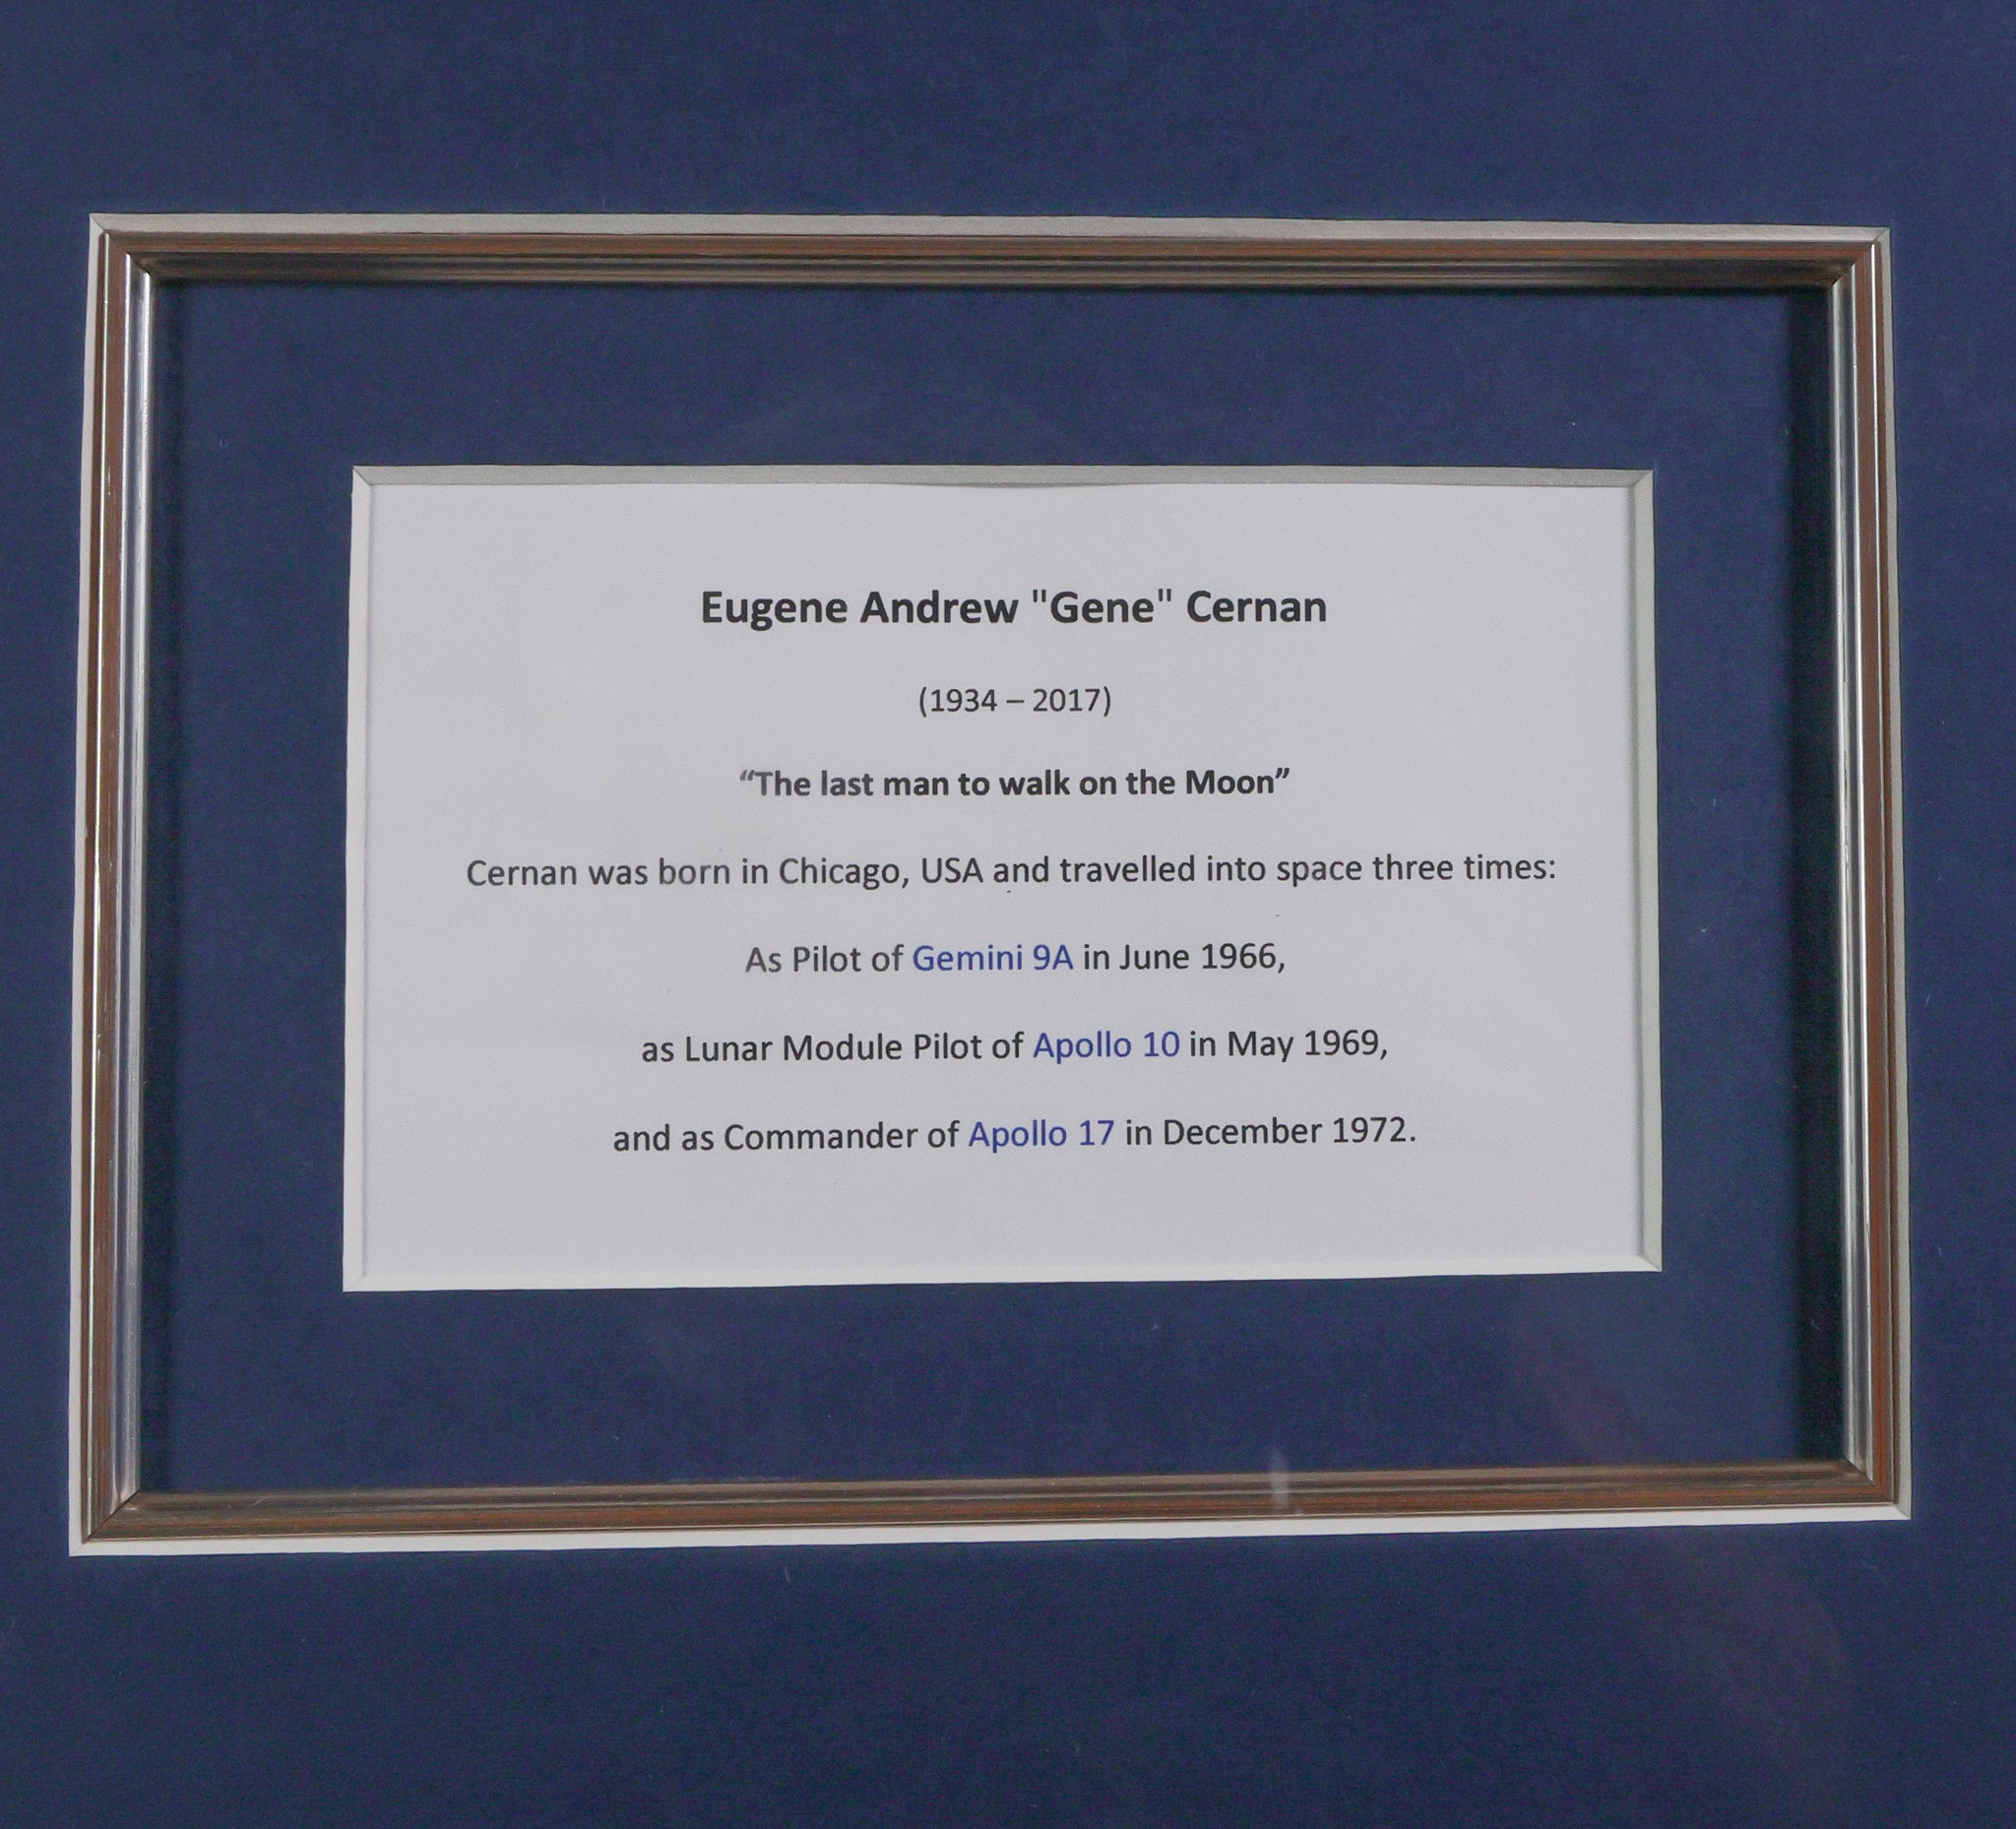 Eugene Andrew "Gene" Cernan
(1934 – 2017)
“The last man to walk on the Moon”
Cernan was born in Chicago, USA and travelled into space three times:
As Pilot of Gemini 9A in June 1966,
as Lunar Module Pilot of Apollo 10 in May 1969,
and as Commander of Apollo 17 in December 1972.